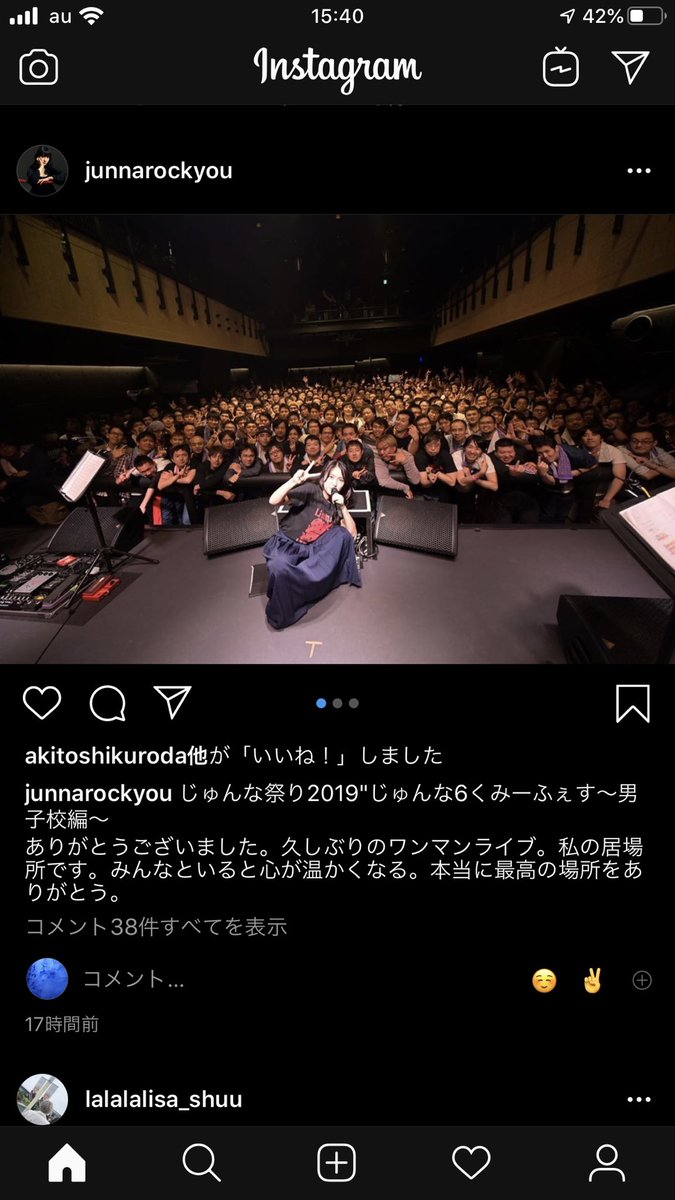 au 15:40 42%
Instagram
junnarockyou
T
akitoshikuroda他が「いいね！」しました
junnarockyou じゅんな祭り2019"じゅんな6くみーふぇす〜男
子校編〜
ありがとうございました。久しぶりのワンマンライブ。私の居場
所です。みんなといると心が温かくなる。本当に最高の場所をあ
りがとう。
コメント38件すべてを表示
コメント...
17時間前
lalalalisa_shuu